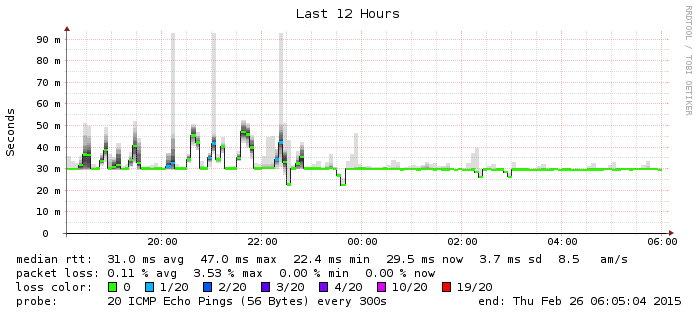 Last 12 Hours
RRDTOOL / TOBI OETIKER
Seconds
90 m
80 m
70 m
60 m
50 m
40 m
30 m
20 m
10 m
0
20:00 22:00 00:00 02:00 04:00 06:00
median rtt: 31.0 ms avg 47.0 ms max 22.4 ms min 29.5 ms now 3.7 ms sd 8.5 am/s
packet loss: 0.11 % avg 3.53 % max 0.00 % min 0.00 % now
loss color: 0 1/20 2/20 3/20 4/20 10/20 19/20
probe: 20 ICMP Echo Pings (56 Bytes) every 300s end: Thu Feb 26 06:05:04 2015